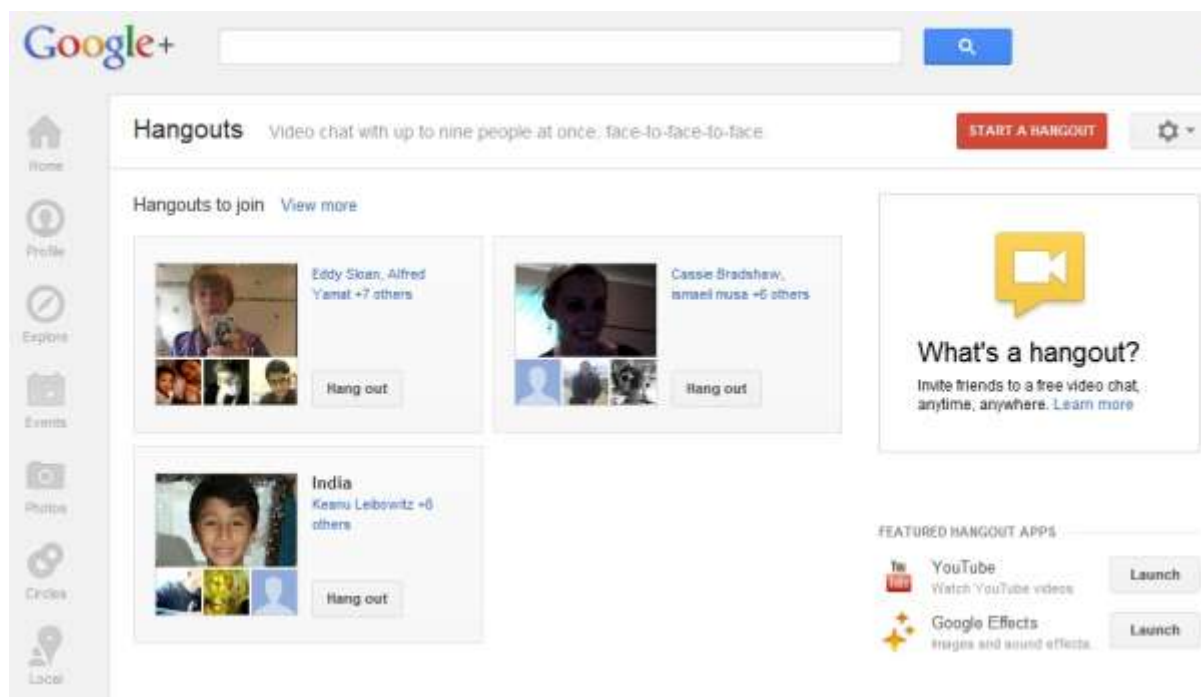 Google+
Hangouts Video chat with up to nine people at once, face-to-face-to-face.
START A HANGOUT
Home
Profile
Explore
Events
Photos
Circles
Local
Hangouts to join View more
Eddy Sloan, Alfred
Yamat +7 others
Hang out
Cassie Bradshaw,
ismaeil musa +6 others
Hang out
India
Keanu Leibowitz +6
others
Hang out
What's a hangout?
Invite friends to a free video chat,
anytime, anywhere. Learn more
FEATURED HANGOUT APPS
You
Tube
YouTube
Watch YouTube videos
Launch
Google Effects
Images and sound effects...
Launch